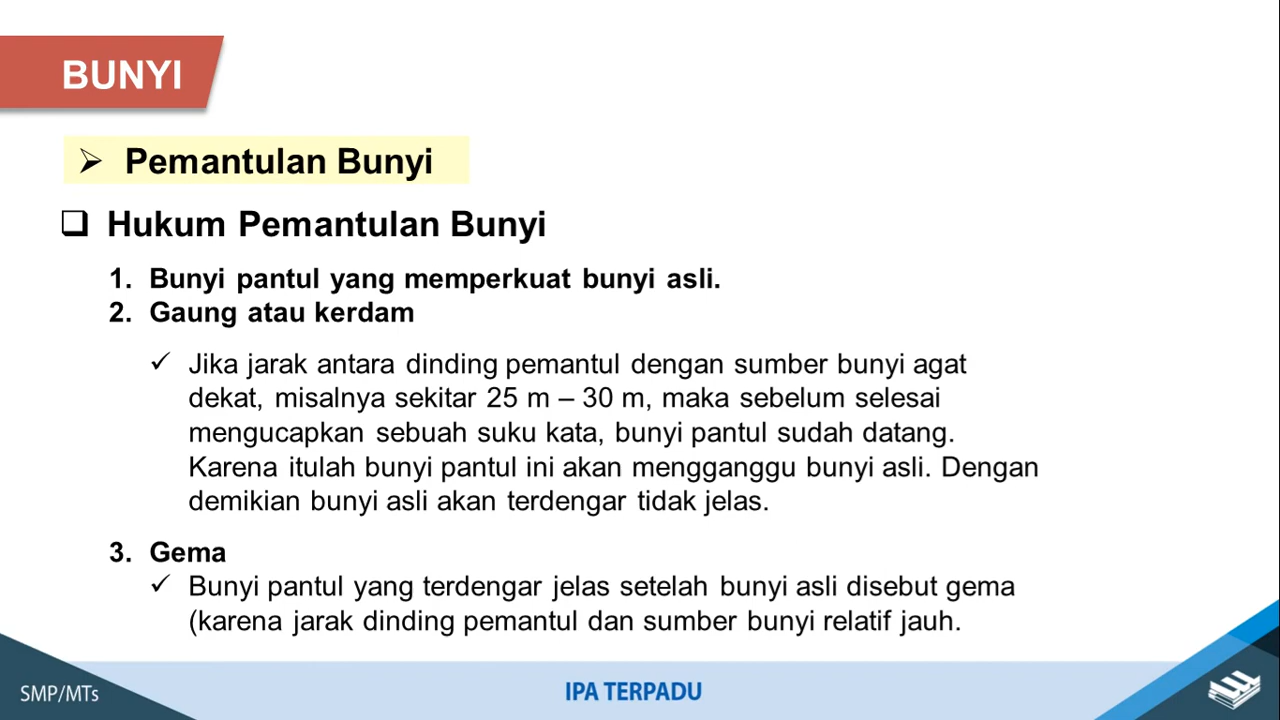 BUNYI
Pemantulan Bunyi
Hukum Pemantulan Bunyi
1. Bunyi pantul yang memperkuat bunyi asli.
2. Gaung atau kerdam
Jika jarak antara dinding pemantul dengan sumber bunyi agat
dekat, misalnya sekitar 25 m – 30 m, maka sebelum selesai
mengucapkan sebuah suku kata, bunyi pantul sudah datang.
Karena itulah bunyi pantul ini akan mengganggu bunyi asli. Dengan
demikian bunyi asli akan terdengar tidak jelas.
3. Gema
Bunyi pantul yang terdengar jelas setelah bunyi asli disebut gema
(karena jarak dinding pemantul dan sumber bunyi relatif jauh.
SMP/MTs
IPA TERPADU